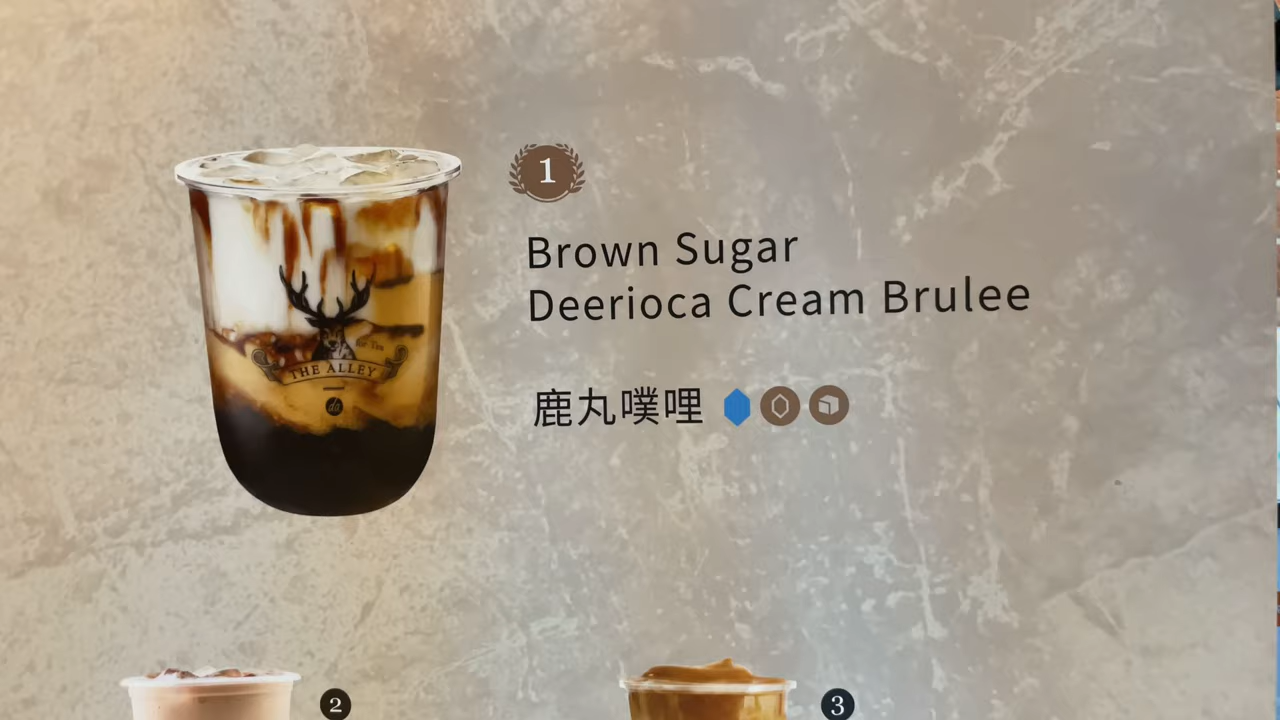 1
Brown Sugar
Deerioca Cream Brulee
鹿丸噗哩
THE ALLEY
2
3